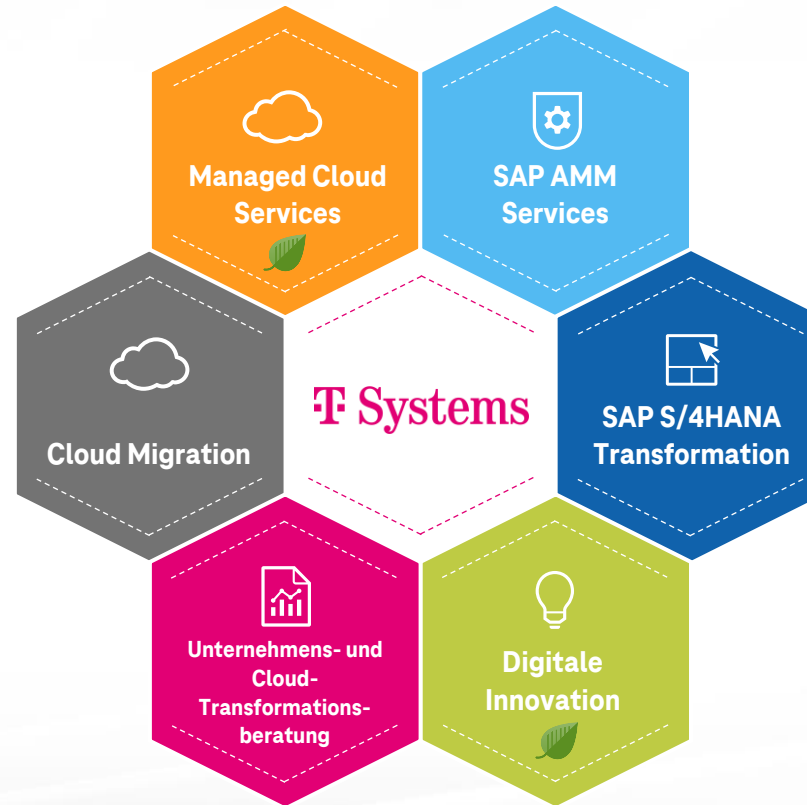 Managed Cloud
Services
SAP AMM
Services
Cloud Migration
T Systems
SAP S/4HANA
Transformation
Unternehmens- und
Cloud-
Transformations-
beratung
Digitale
Innovation